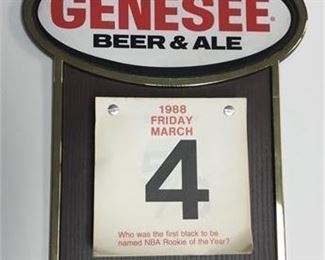 GENESEE®
BEER & ALE
1988
FRIDAY
MARCH
4
Who was the first black to be
named NBA Rookie of the Year?